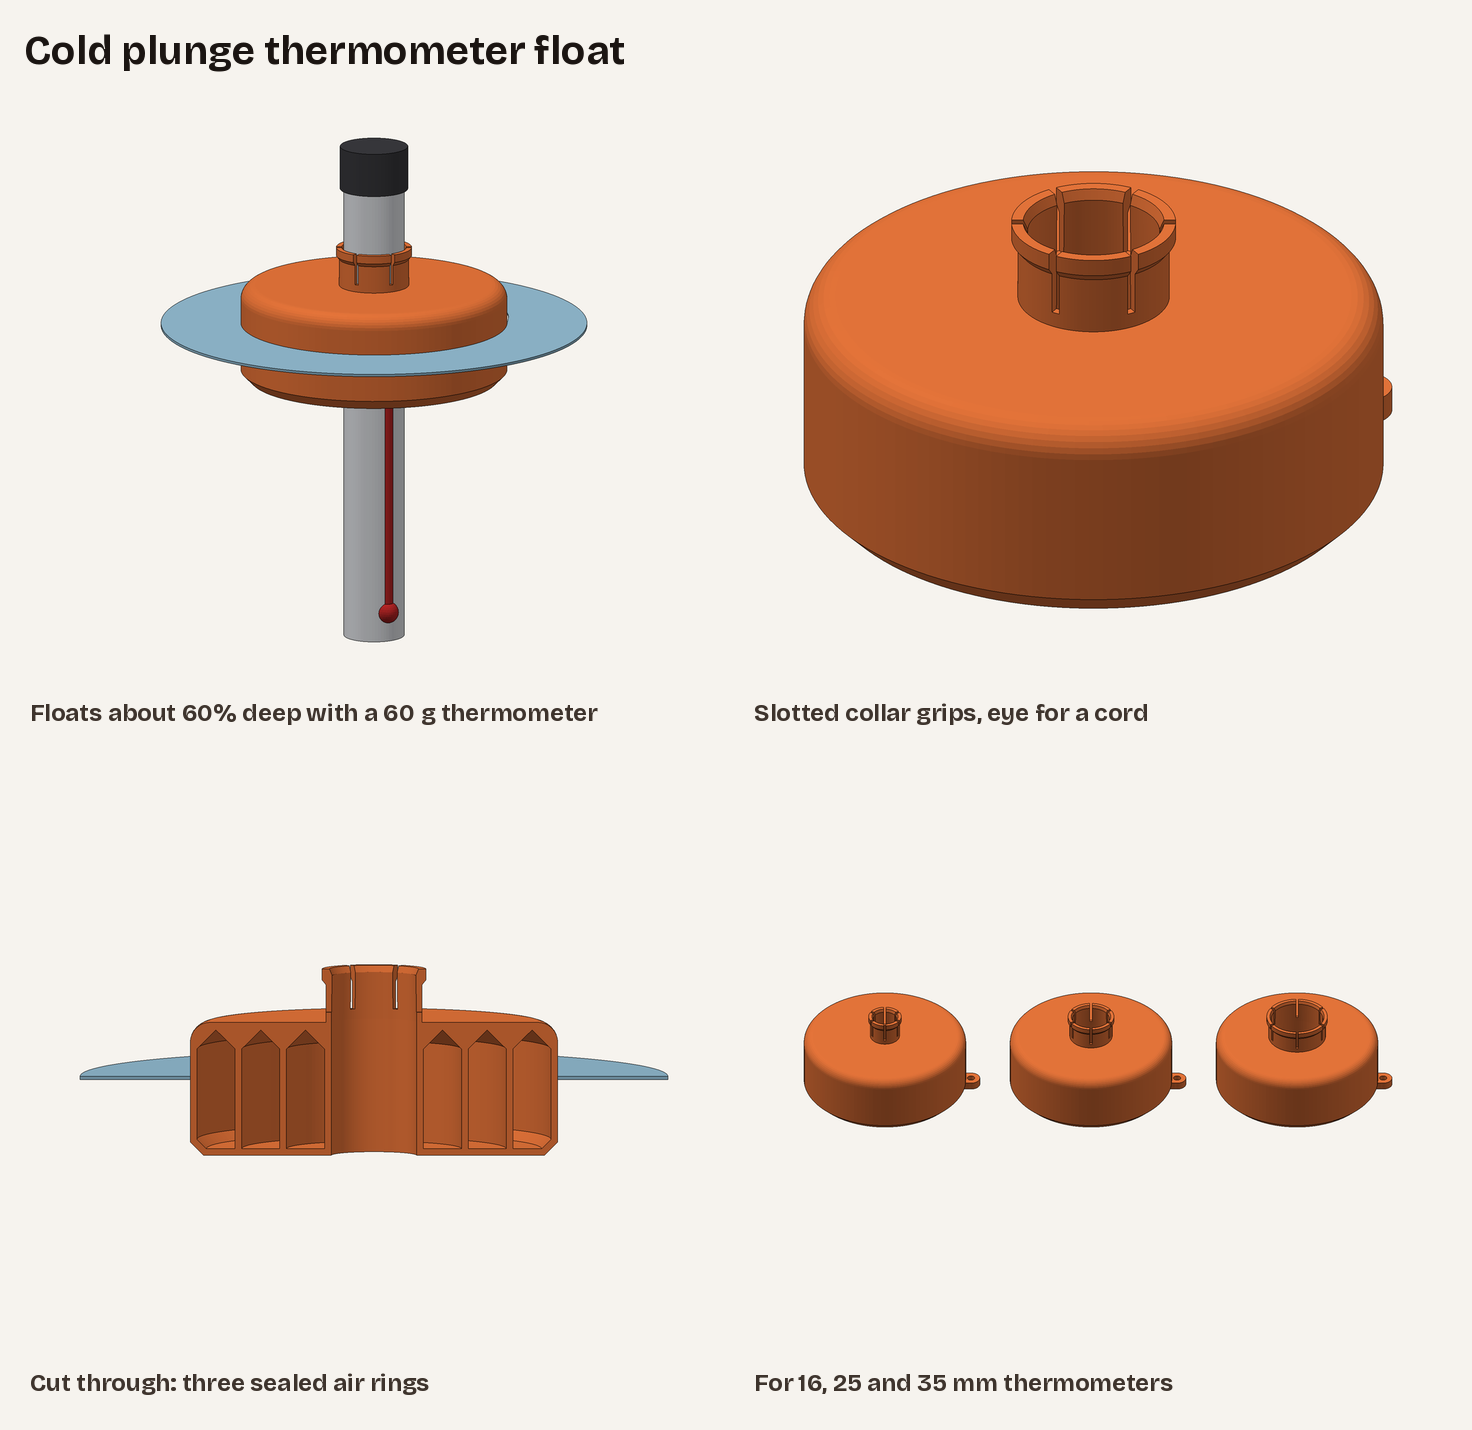 Cold plunge thermometer float
Floats about 60% deep with a 60 g thermometer
Slotted collar grips, eye for a cord
Cut through: three sealed air rings
For 16, 25 and 35 mm thermometers